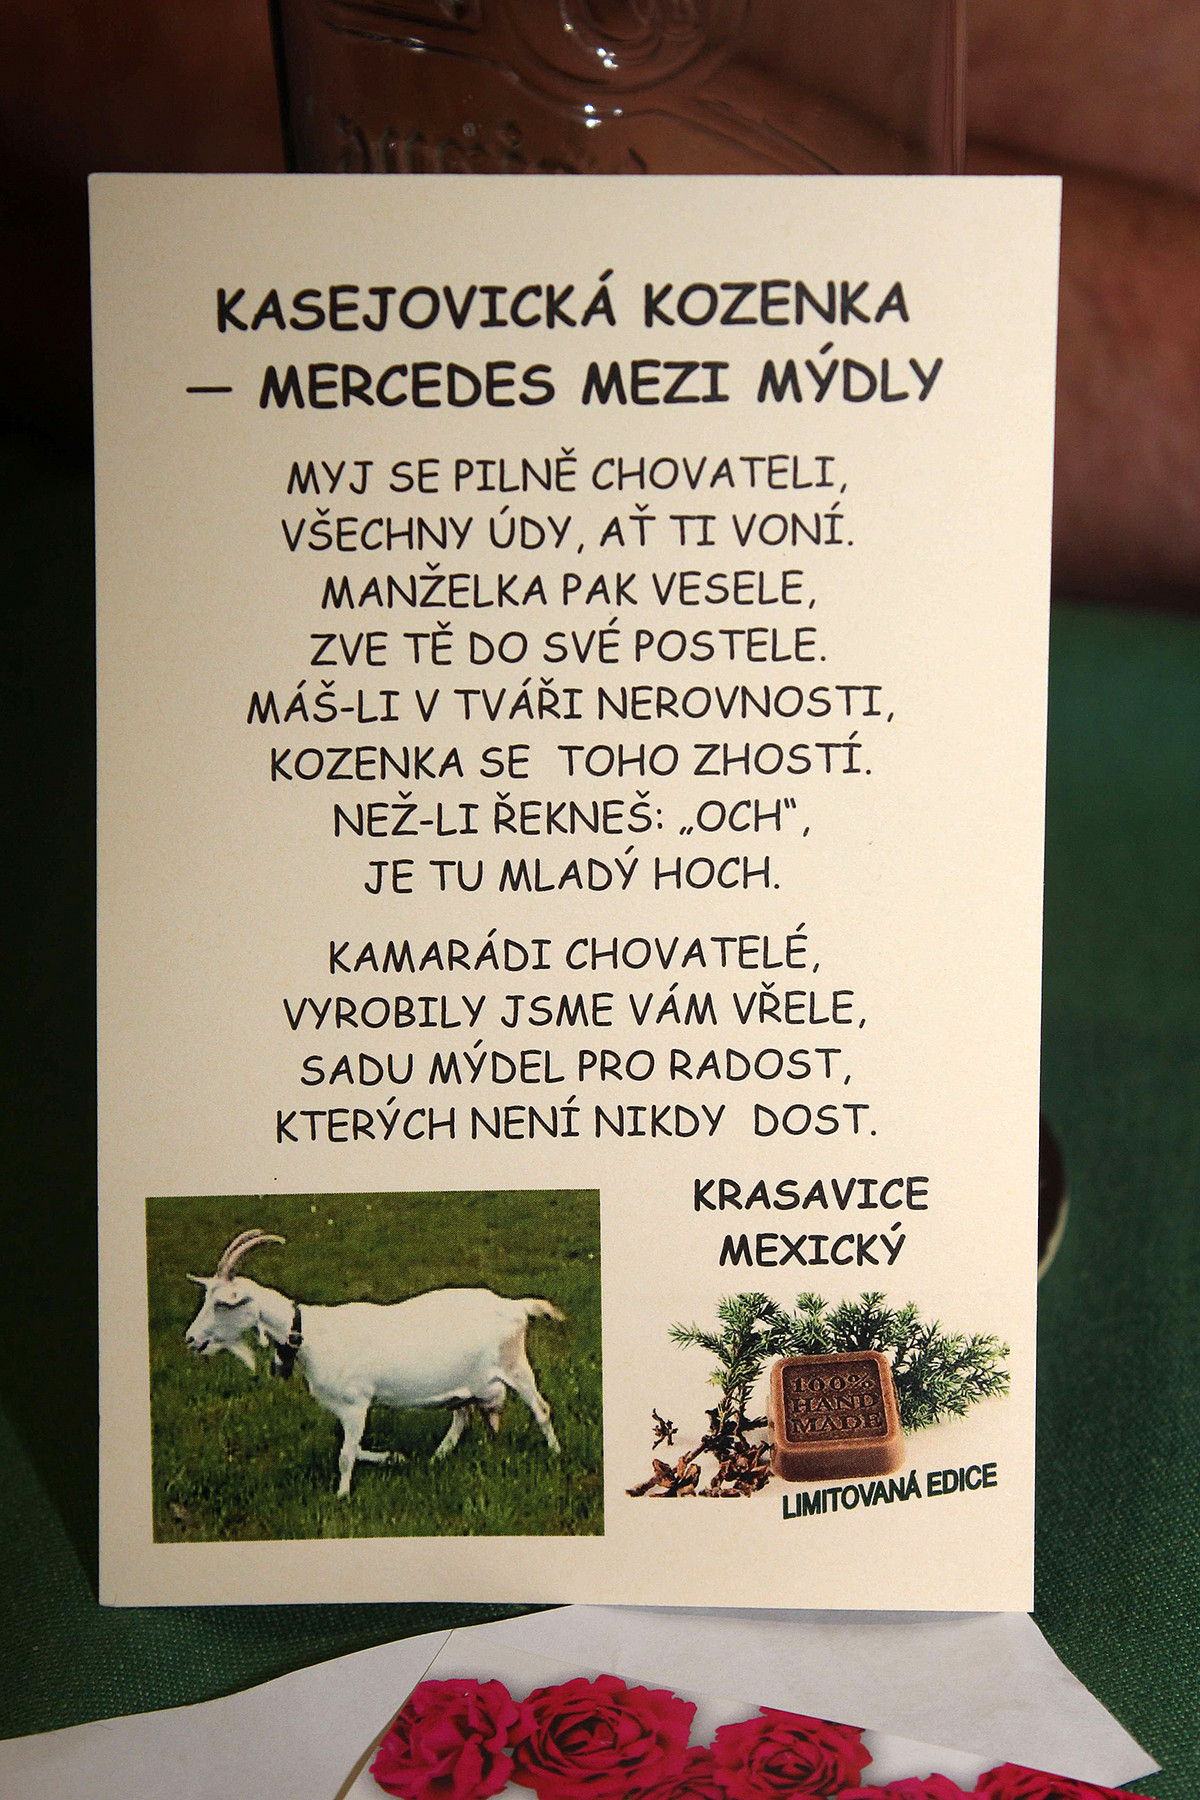 KASEJOVICKÁ KOZENKA
— MERCEDES MEZI MÝDLY
MYJ SE PILNĚ CHOVATELI,
VŠECHNY ÚDY, AŤ TI VONÍ.
MANŽELKA PAK VESELE,
ZVE TĚ DO SVÉ POSTELE.
MÁŠ-LI V TVÁŘI NEROVNOSTI,
KOZENKA SE TOHO ZHOSTÍ.
NEŽ-LI ŘEKNEŠ: „OCH“,
JE TU MLADÝ HOCH.
KAMARÁDI CHOVATELÉ,
VYROBILY JSME VÁM VŘELE,
SADU MÝDEL PRO RADOST,
KTERÝCH NENÍ NIKDY DOST.
KRASAVICE
MEXICKÝ
100%
HAND
MADE
LIMITOVANÁ EDICE